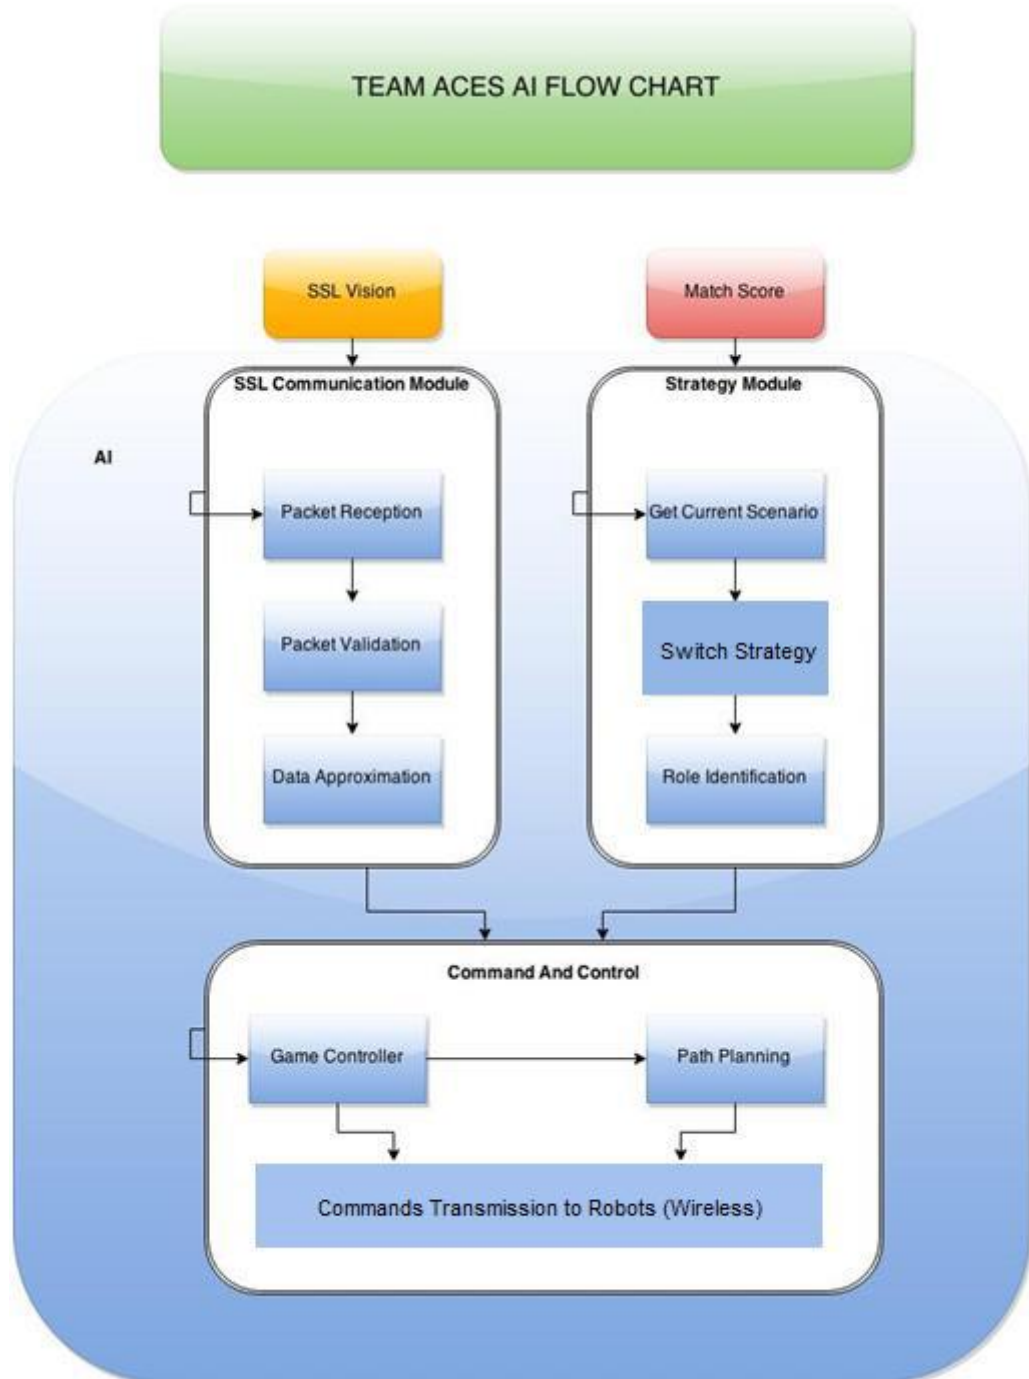 TEAM ACES AI FLOW CHART
SSL Vision
Match Score
SSL Communication Module
Strategy Module
AI
Packet Reception
Get Current Scenario
Packet Validation
Switch Strategy
Data Approximation
Role Identification
Command And Control
Game Controller
Path Planning
Commands Transmission to Robots (Wireless)